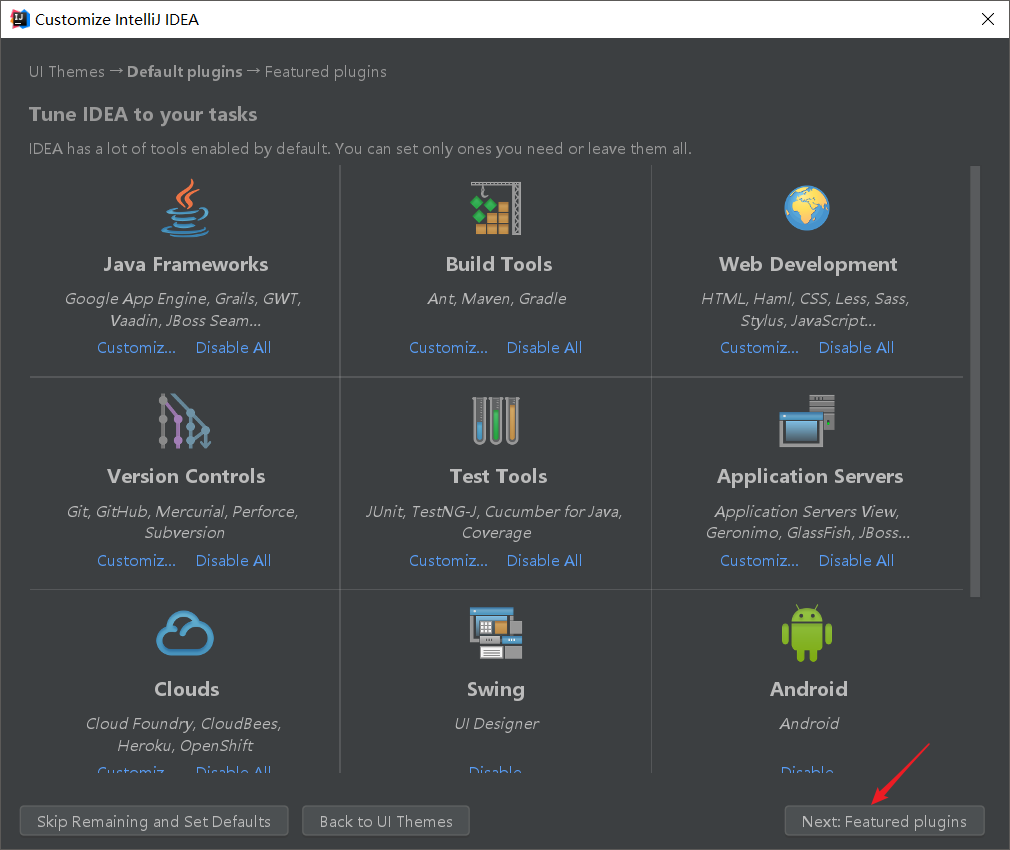 Customize IntelliJ IDEA
UI Themes → Default plugins → Featured plugins
Tune IDEA to your tasks
IDEA has a lot of tools enabled by default. You can set only ones you need or leave them all.
Java Frameworks
Google App Engine, Grails, GWT,
Vaadin, JBoss Seam...
Customiz... Disable All
Build Tools
Ant, Maven, Gradle
Customiz... Disable All
Web Development
HTML, Haml, CSS, Less, Sass,
Stylus, JavaScript...
Customiz... Disable All
Version Controls
Git, GitHub, Mercurial, Perforce,
Subversion
Customiz... Disable All
Test Tools
JUnit, TestNG-J, Cucumber for Java,
Coverage
Customiz... Disable All
Application Servers
Application Servers View,
Geronimo, GlassFish, JBoss...
Customiz... Disable All
Clouds
Cloud Foundry, CloudBees,
Heroku, OpenShift
Customiz... Disable All
Swing
UI Designer
Disable
Android
Android
Disable
Skip Remaining and Set Defaults
Back to UI Themes
Next: Featured plugins